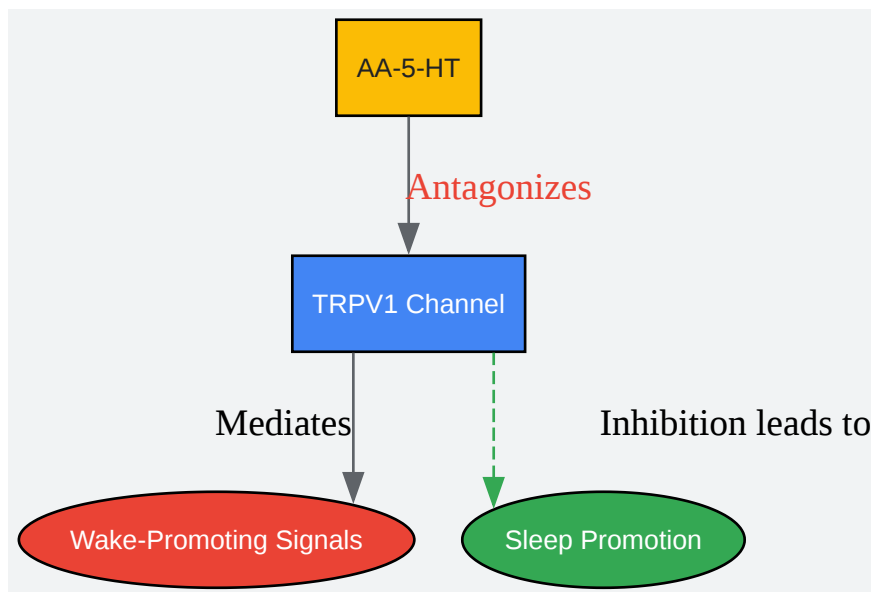 AA-5-HT
Antagonizes
TRPV1 Channel
Mediates
Inhibition leads to
Wake-Promoting Signals
Sleep Promotion